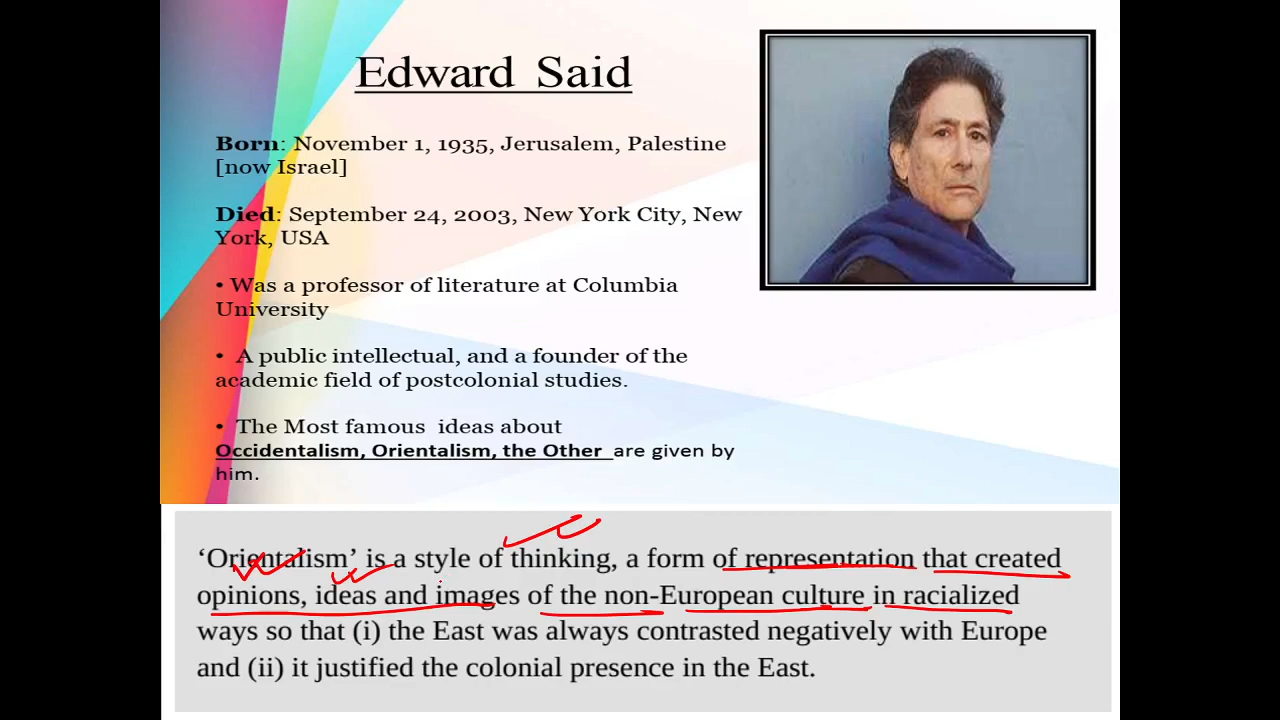 Edward Said
Born: November 1, 1935, Jerusalem, Palestine
[now Israel]
Died: September 24, 2003, New York City, New
York, USA
• Was a professor of literature at Columbia
University
• A public intellectual, and a founder of the
academic field of postcolonial studies.
• The Most famous ideas about
Occidentalism, Orientalism, the Other are given by
him.
‘Orientalism’ is a style of thinking, a form of representation that created
opinions, ideas and images of the non-European culture in racialized
ways so that (i) the East was always contrasted negatively with Europe
and (ii) it justified the colonial presence in the East.